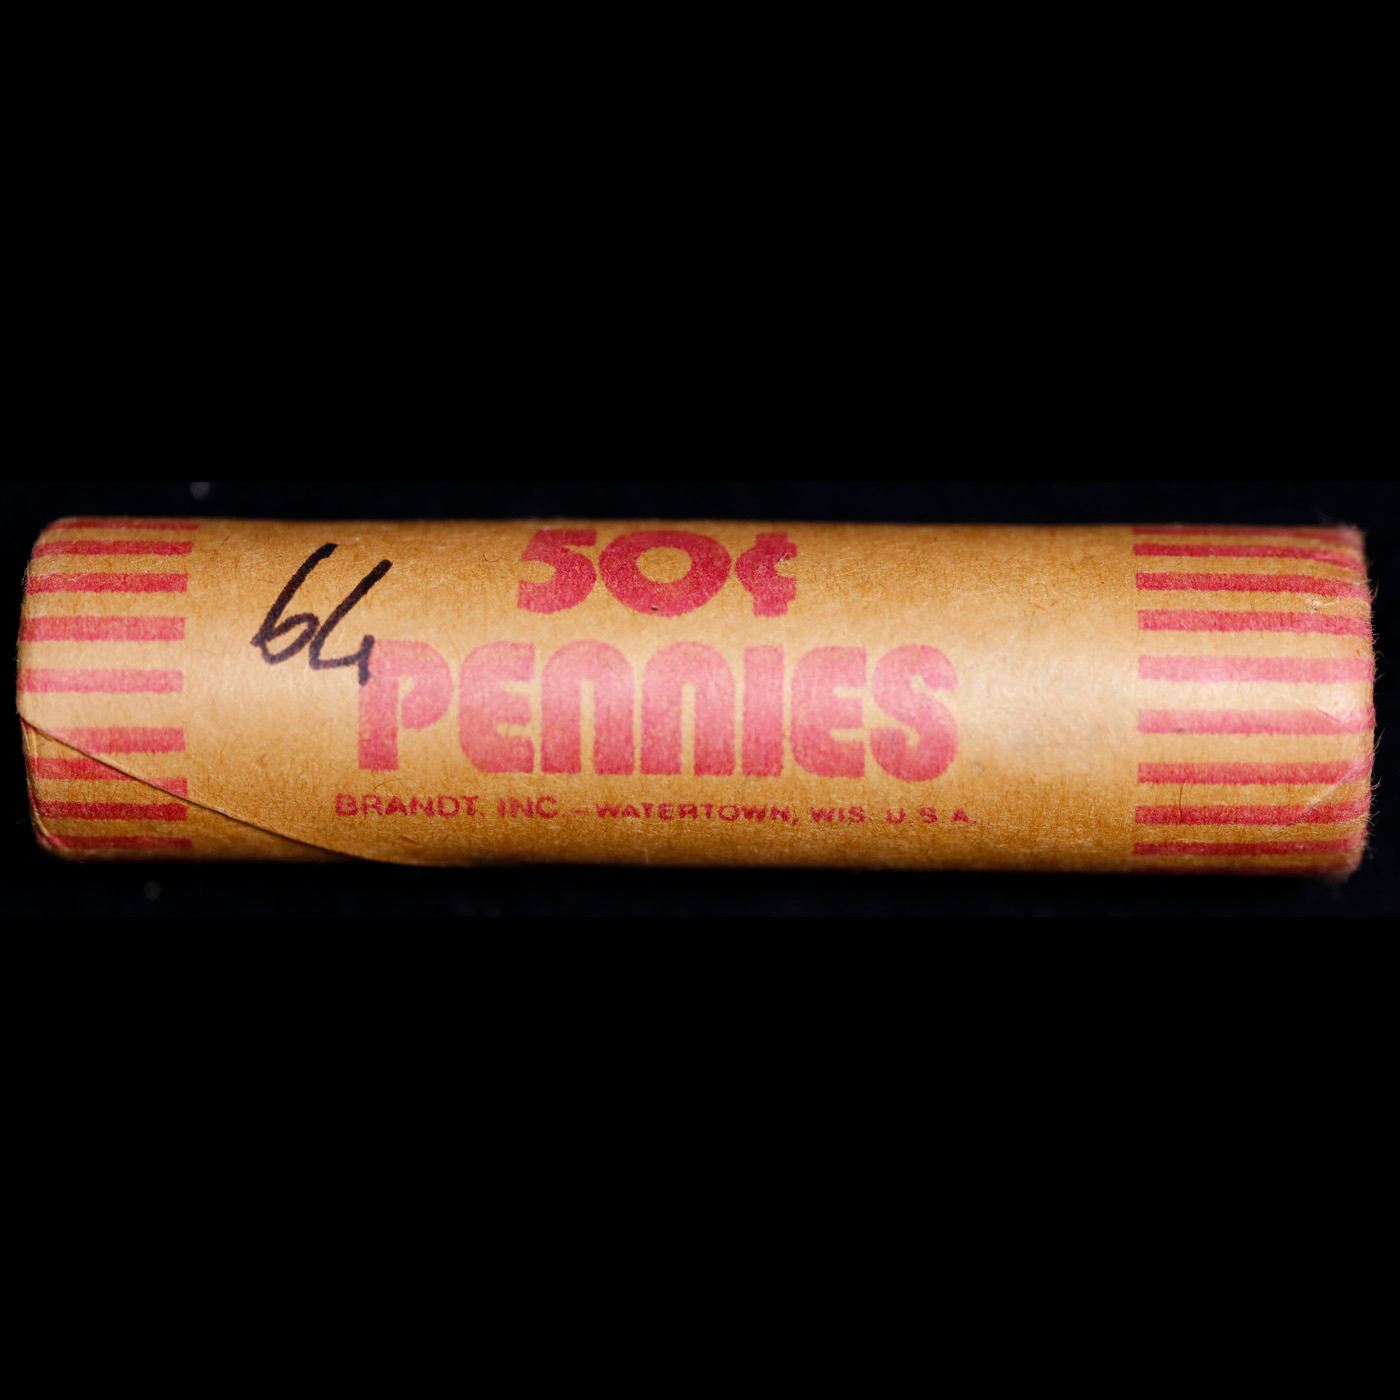 64
50¢
PENNIES
BRANDT, INC. - WATERTOWN, WIS. U S A.